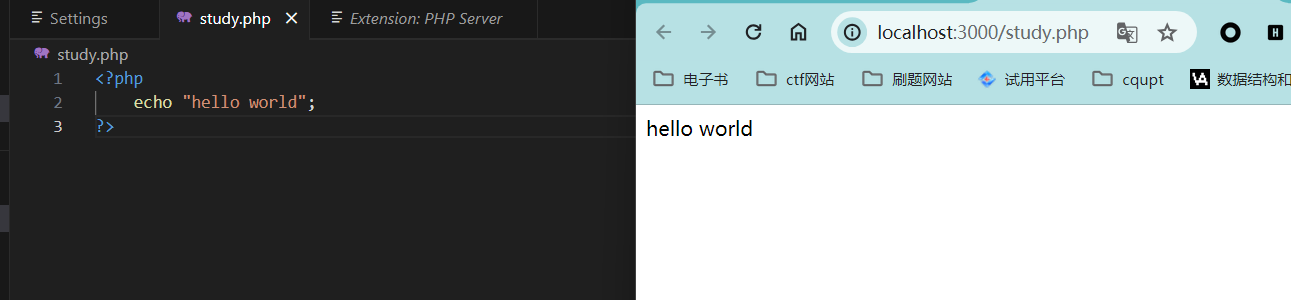 Settings
study.php
Extension: PHP Server
study.php
1 <?php
2 echo "hello world";
3 ?>
localhost:3000/study.php
H
电子书
ctf网站
刷题网站
试用平台
cqupt
VA
数据结构和
hello world